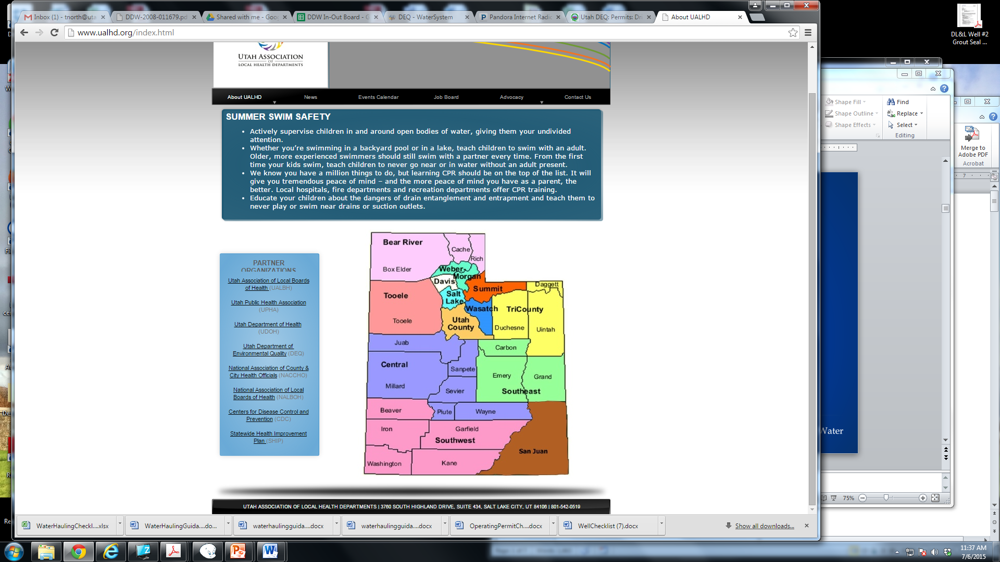 Inbox (1) - tnorth@uta
DDW-2008-011679.pd
Shared with me - Goo
DDW In-Out Board - G
DEQ - WaterSystem
Pandora Internet Radio
Utah DEQ: Permits: Dri
About UALHD
www.ualhd.org/index.html
DL&L Well #2
Grout Seal ...
UTAH ASSOCIATION
OF
LOCAL HEALTH DEPARTMENTS
About UALHD
News
Events Calendar
Job Board
Advocacy
Contact Us
SUMMER SWIM SAFETY
• Actively supervise children in and around open bodies of water, giving them your undivided
attention.
• Whether you're swimming in a backyard pool or in a lake, teach children to swim with an adult.
Older, more experienced swimmers should still swim with a partner every time. From the first
time your kids swim, teach children to never go near or in water without an adult present.
• We know you have a million things to do, but learning CPR should be on the top of the list. It will
give you tremendous peace of mind – and the more peace of mind you have as a parent, the
better. Local hospitals, fire departments and recreation departments offer CPR training.
• Educate your children about the dangers of drain entanglement and entrapment and teach them to
never play or swim near drains or suction outlets.
PARTNER
ORGANIZATIONS
Utah Association of Local Boards
of Health (UALBH)
Utah Public Health Association
(UPHA)
Utah Department of Health
(UDOH)
Utah Department of
Environmental Quality (DEQ)
National Association of County &
City Health Officials (NACCHO)
National Association of Local
Boards of Health (NALBOH)
Centers for Disease Control and
Prevention (CDC)
Statewide Health Improvement
Plan (SHIP)
Bear River
Cache
Rich
Box Elder
Weber-
Morgan
Davis
Summit
Daggett
Tooele
Salt
Lake
Wasatch
TriCounty
Tooele
Utah
County
Duchesne
Uintah
Juab
Carbon
Central
Sanpete
Emery
Grand
Millard
Sevier
Southeast
Beaver
Piute
Wayne
Iron
Garfield
Southwest
San Juan
Washington
Kane
UTAH ASSOCIATION OF LOCAL HEALTH DEPARTMENTS | 3760 SOUTH HIGHLAND DRIVE, SUITE 434, SALT LAKE CITY, UT 84106 | 801-542-0519
Shape Fill
Shape Outline
Shape Effects
Find
Replace
Select
Editing
Merge to
Adobe PDF
Acrobat
7
Water
75%
WaterHaulingCheckl....xlsx
WaterHaulingGuida....do...
waterhaulingguida....docx
waterhaulingguida....docx
OperatingPermitCh....docx
WellChecklist (7).docx
Show all downloads...
11:37 AM
7/6/2015